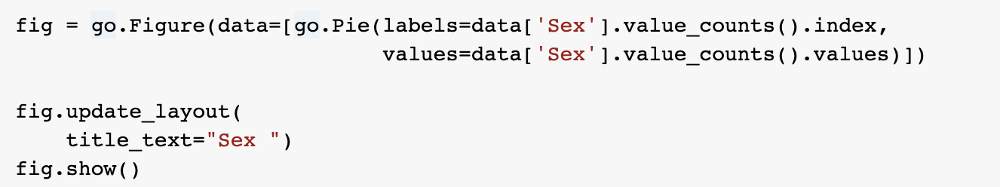 fig = go.Figure(data=[go.Pie(labels=data['Sex'].value_counts().index,
                             values=data['Sex'].value_counts().values)])
fig.update_layout(
    title_text="Sex ")
fig.show()